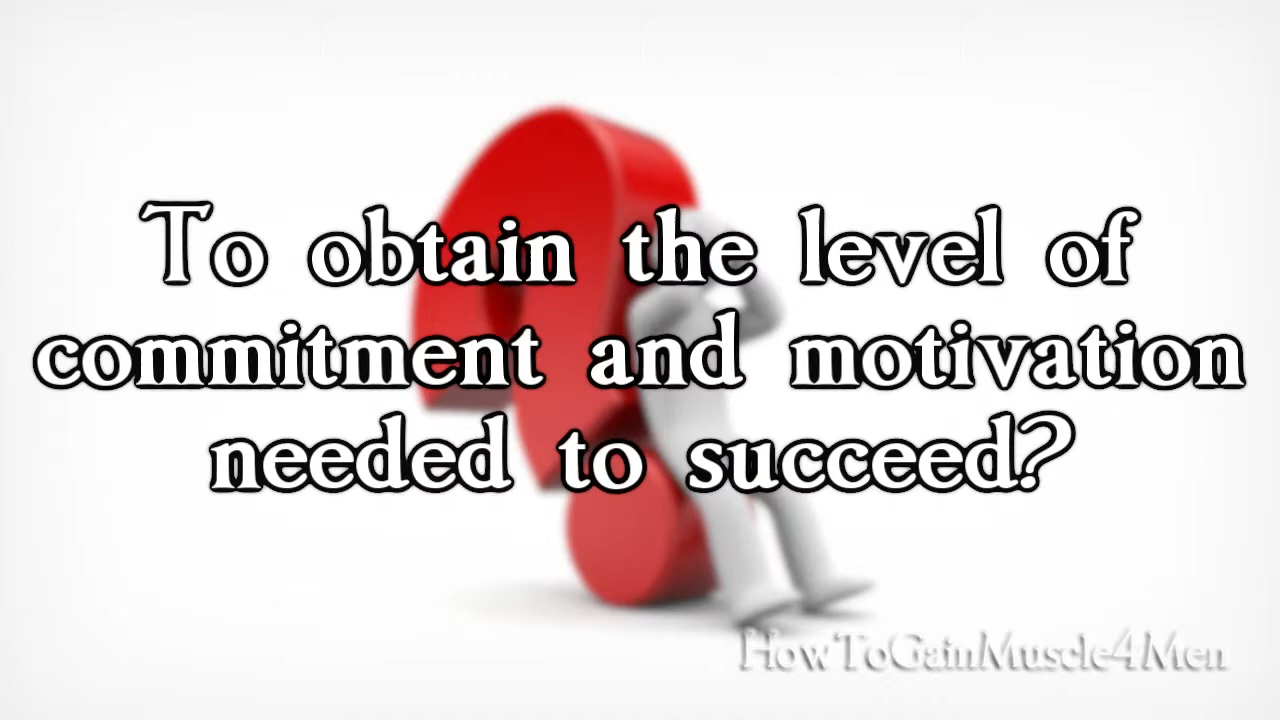 To obtain the level of
commitment and motivation
needed to succeed?
HowToGainMuscle4Men